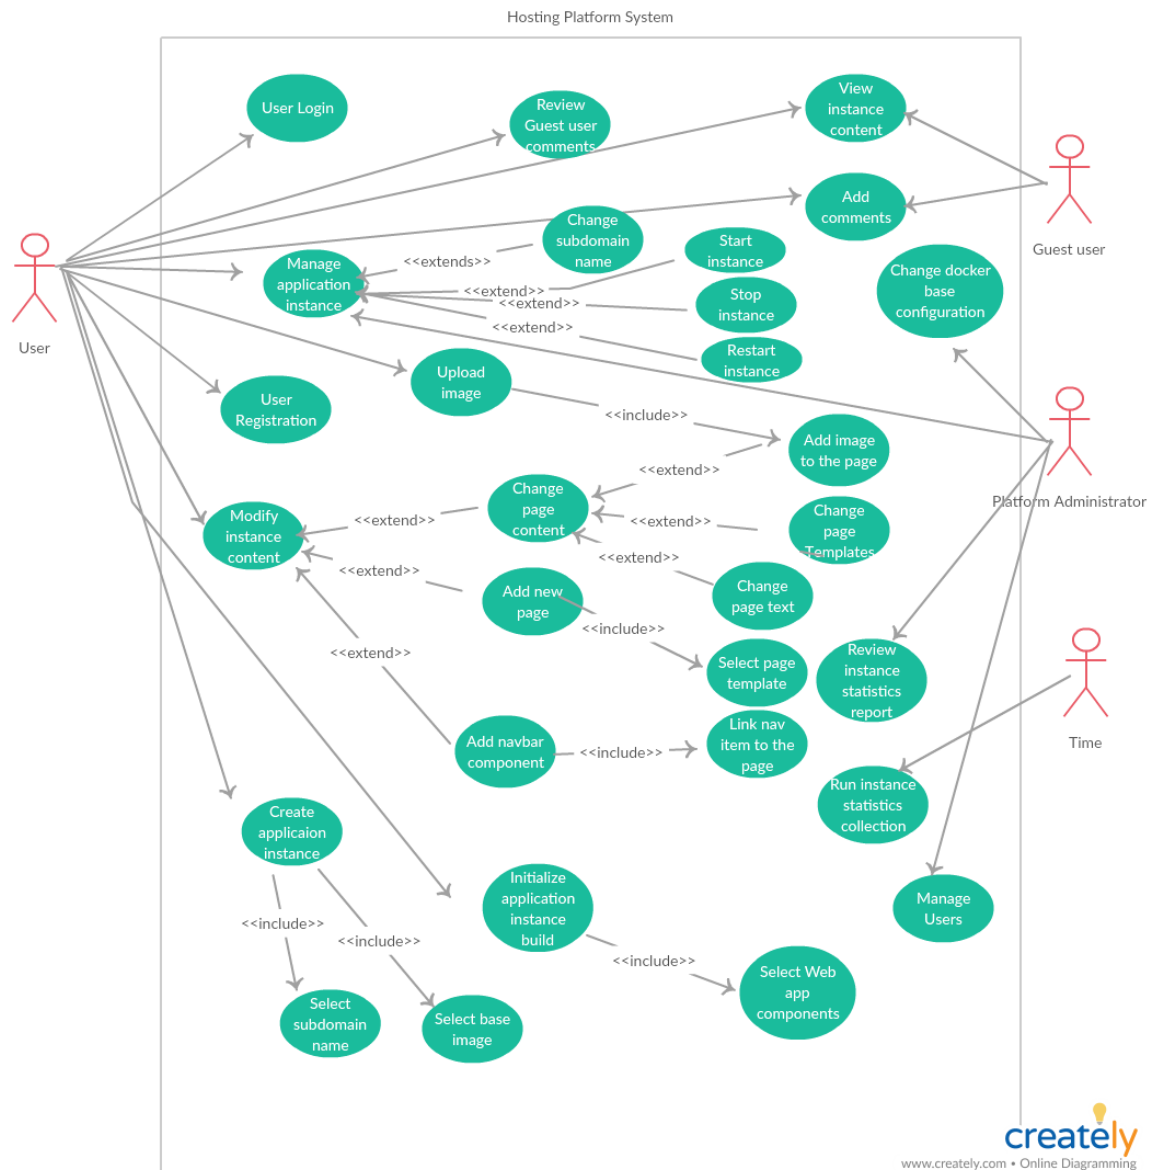 Hosting Platform System
User Login
Review
Guest user
comments
View
instance
content
Add
comments
Guest user
Change
subdomain
name
Start
instance
Manage
application
instance
<<extends>>
<<extend>>
<<extend>>
<<extend>>
Stop
instance
Restart
instance
Change docker
base
configuration
User
Upload
image
User
Registration
<<include>>
Add image
to the page
<<extend>>
Platform Administrator
Change
page
content
<<extend>>
<<extend>>
Change
page
Templates
Modify
instance
content
<<extend>>
<<extend>>
Add new
page
Change
page text
<<include>>
<<extend>>
Select page
template
Review
instance
statistics
report
Add navbar
component
<<include>>
Link nav
item to the
page
Time
Run instance
statistics
collection
Create
applicaion
instance
Initialize
application
instance
build
Manage
Users
<<include>>
<<include>>
<<include>>
Select Web
app
components
Select
subdomain
name
Select base
image
creately
www.creately.com • Online Diagramming